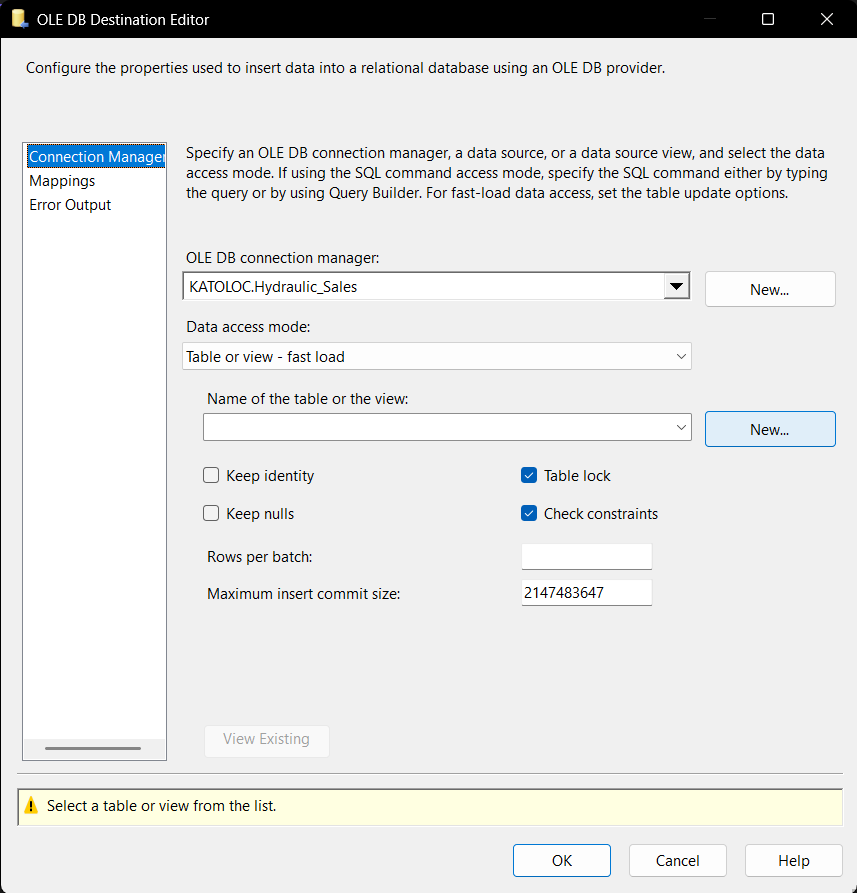 OLE DB Destination Editor
Configure the properties used to insert data into a relational database using an OLE DB provider.
Connection Manager
Mappings
Error Output
Specify an OLE DB connection manager, a data source, or a data source view, and select the data
access mode. If using the SQL command access mode, specify the SQL command either by typing
the query or by using Query Builder. For fast-load data access, set the table update options.
OLE DB connection manager:
KATOLOC.Hydraulic_Sales
New...
Data access mode:
Table or view - fast load
Name of the table or the view:
New...
Keep identity
Table lock
Keep nulls
Check constraints
Rows per batch:
Maximum insert commit size:
2147483647
View Existing
Select a table or view from the list.
OK
Cancel
Help